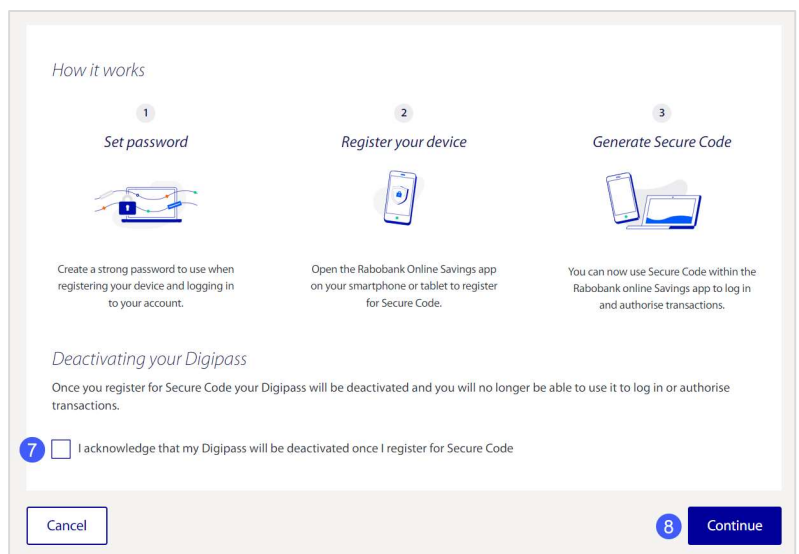 How it works
1
Set password
Create a strong password to use when
registering your device and logging in
to your account.
2
Register your device
Open the Rabobank Online Savings app
on your smartphone or tablet to register
for Secure Code.
3
Generate Secure Code
You can now use Secure Code within the
Rabobank online Savings app to log in
and authorise transactions.
Deactivating your Digipass
Once you register for Secure Code your Digipass will be deactivated and you will no longer be able to use it to log in or authorise
transactions.
7 I acknowledge that my Digipass will be deactivated once I register for Secure Code
Cancel
8 Continue